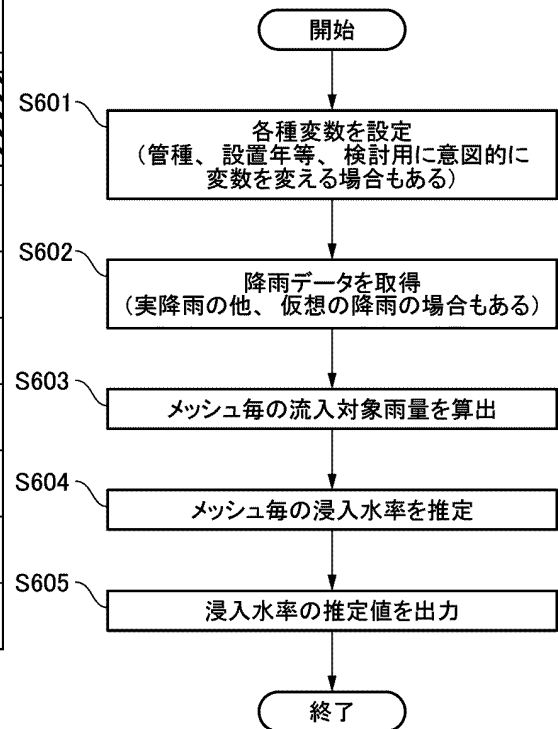 開始
S601
各種変数を設定
(管種、設置年等、検討用に意図的に
変数を変える場合もある)
S602
降雨データを取得
(実降雨の他、仮想の降雨の場合もある)
S603
メッシュ毎の流入対象雨量を算出
S604
メッシュ毎の浸入水率を推定
S605
浸入水率の推定値を出力
終了